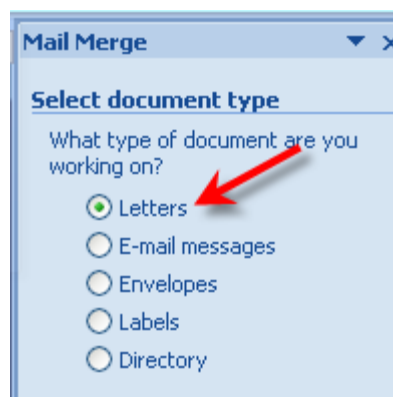 Mail Merge
Select document type
What type of document are you
working on?
Letters
E-mail messages
Envelopes
Labels
Directory